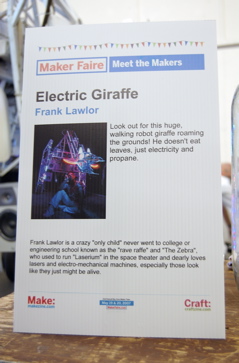 Maker Faire Meet the Makers
Electric Giraffe
Frank Lawlor
Look out for this huge,
walking robot giraffe roaming
the grounds! He doesn't eat
leaves, just electricity and
propane.
Frank Lawlor is a crazy "only child" never went to college or
engineering school known as the "rave raffe" and "The Zebra",
who used to run "Laserium" in the space theater and dearly loves
lasers and electro-mechanical machines, especially those look
like they just might be alive.
Make:
Craft: